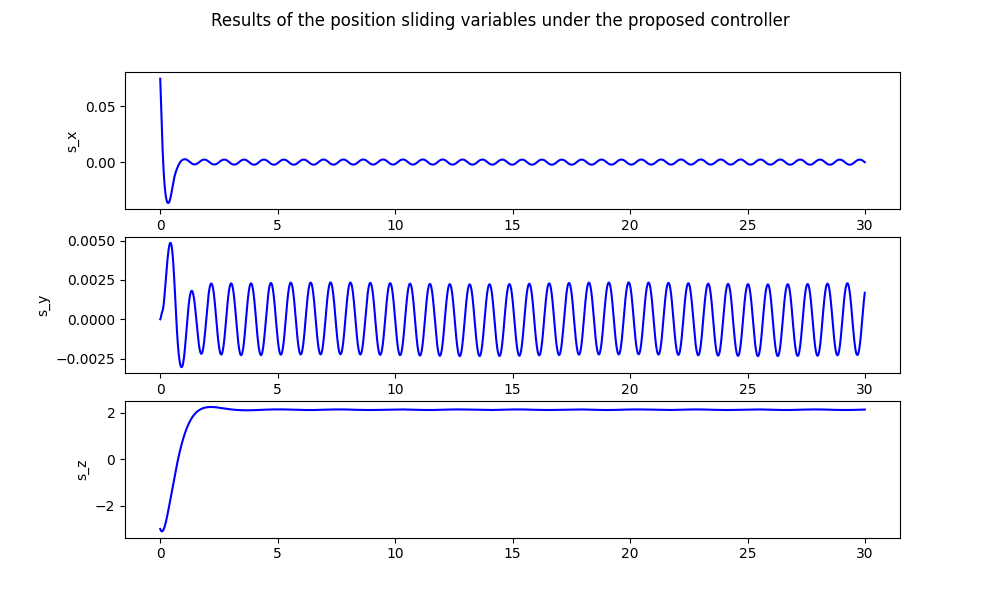 Results of the position sliding variables under the proposed controller
0.05
0.00
s_x
0 5 10 15 20 25 30
0.0050
0.0025
0.0000
−0.0025
s_y
0 5 10 15 20 25 30
2
0
−2
s_z
0 5 10 15 20 25 30